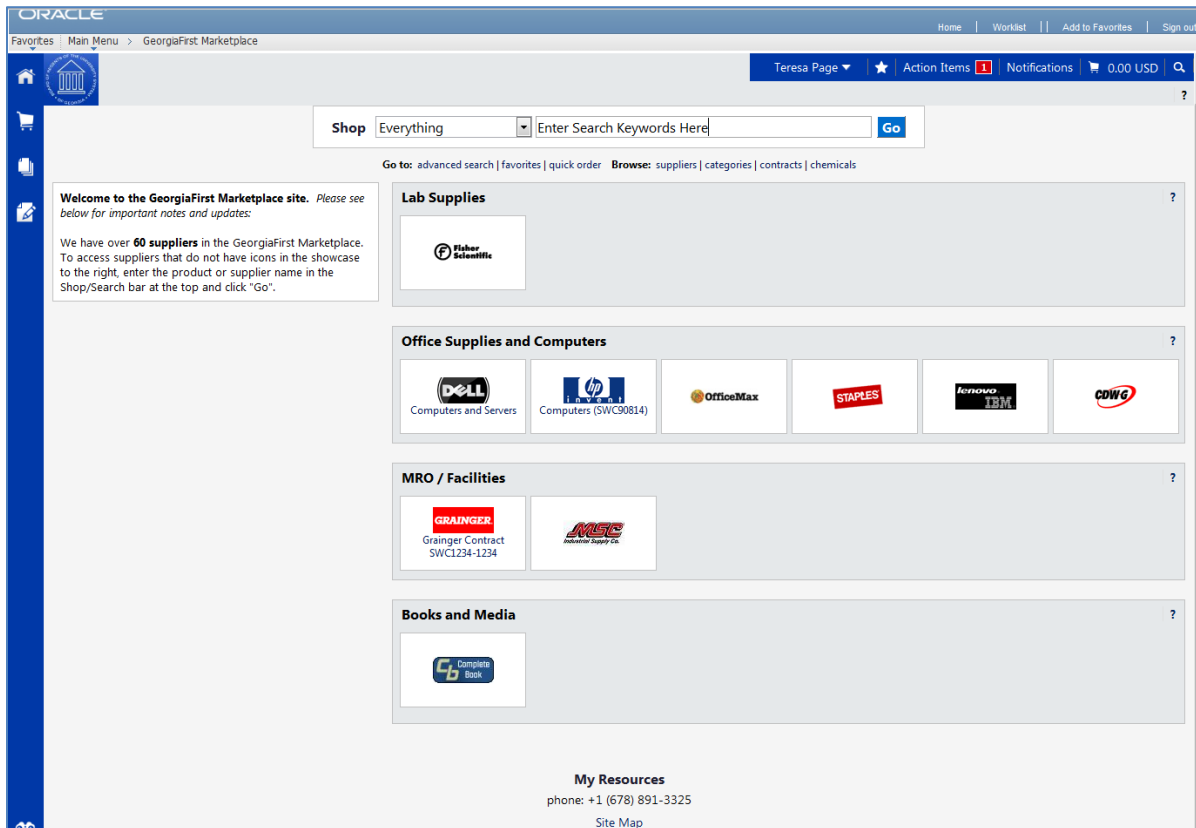 ORACLE
Home | Worklist | | Add to Favorites | Sign out
Favorites Main Menu > GeorgiaFirst Marketplace
Teresa Page Action Items 1 Notifications 0.00 USD
?
Shop Everything Enter Search Keywords Here Go
Go to: advanced search | favorites | quick order Browse: suppliers | categories | contracts | chemicals
Welcome to the GeorgiaFirst Marketplace site. Please see
below for important notes and updates:
We have over 60 suppliers in the GeorgiaFirst Marketplace.
To access suppliers that do not have icons in the showcase
to the right, enter the product or supplier name in the
Shop/Search bar at the top and click "Go".
Lab Supplies ?
Fisher
Scientific
Office Supplies and Computers ?
DELL
Computers and Servers
hp
invent
Computers (SWC90814)
OfficeMax
STAPLES
lenovo
IBM
CDW-G
MRO / Facilities ?
GRAINGER
Grainger Contract
SWC1234-1234
MSC
Industrial Supply Co.
Books and Media ?
Cb Complete
Book
My Resources
phone: +1 (678) 891-3325
Site Map